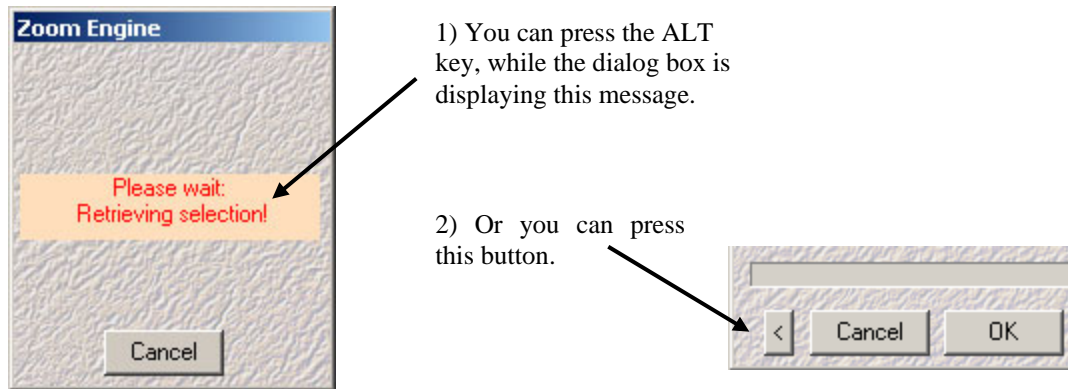 Zoom Engine
1) You can press the ALT
key, while the dialog box is
displaying this message.
Please wait:
Retrieving selection!
2) Or you can press
this button.
Cancel
< Cancel OK